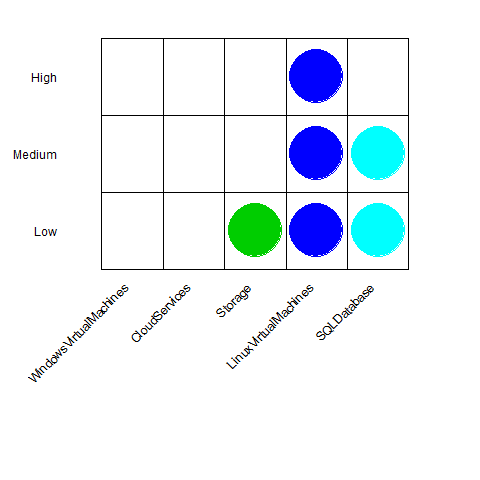 High
Medium
Low
WindowsVirtualMachines
CloudServices
Storage
LinuxVirtualMachines
SQLDatabase